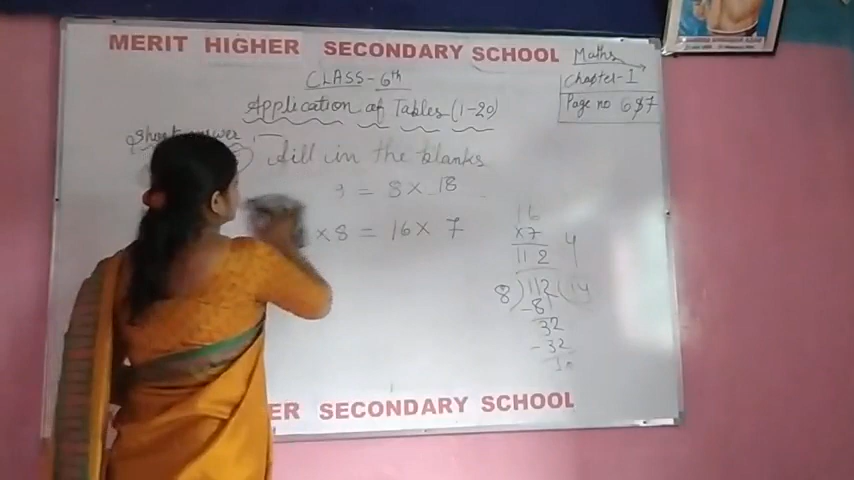 MERIT HIGHER SECONDARY SCHOOL
Maths
CLASS-6th
Chapter-1
Application of Tables (1-20)
Page no 6,7
Short answer
fill in the blanks
9 = 8 × 18
× 8 = 16 × 7
16
×7
112
4
8 ) 112 ( 14
-8
32
-32
SECONDARY SCHOOL